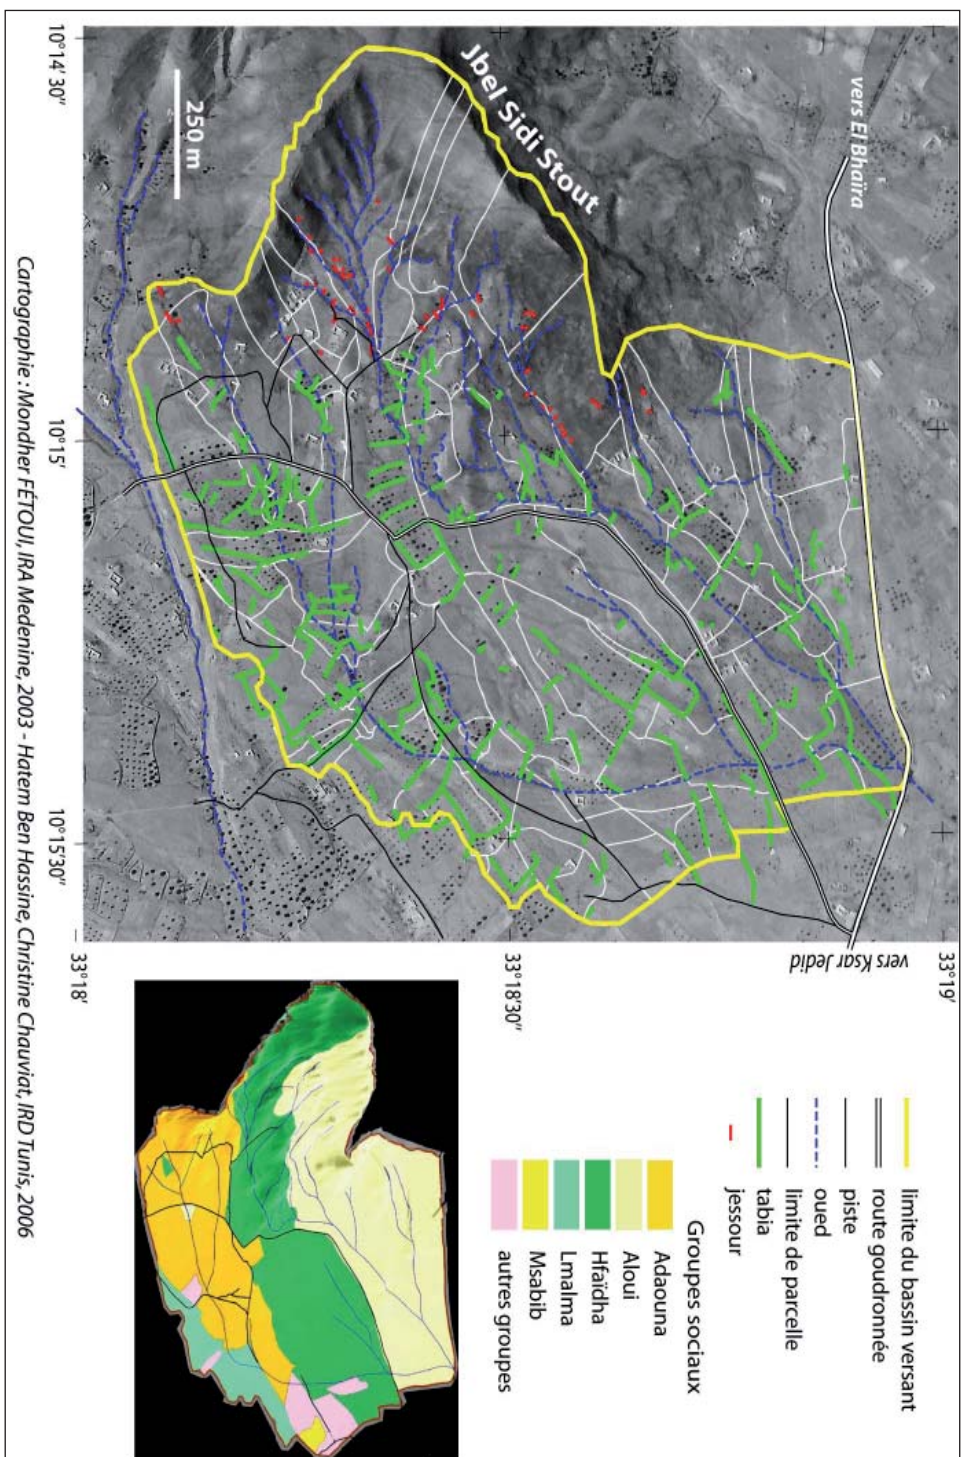 10°14'30"
10°15'
10°15'30"
33°19'
33°18'30"
33°18'
vers El Bhaïra
Jbel Sidi Stout
250 m
vers Ksar Jedid
limite du bassin versant
route goudronnée
piste
oued
limite de parcelle
tabia
jessour
Groupes sociaux
Adaouna
Aloui
Hfaïdha
Lmalma
Msabib
autres groupes
Cartographie : Mondher FÉTOUI, IRA Medenine, 2003 - Hatem Ben Hassine, Christine Chauviat, IRD Tunis, 2006